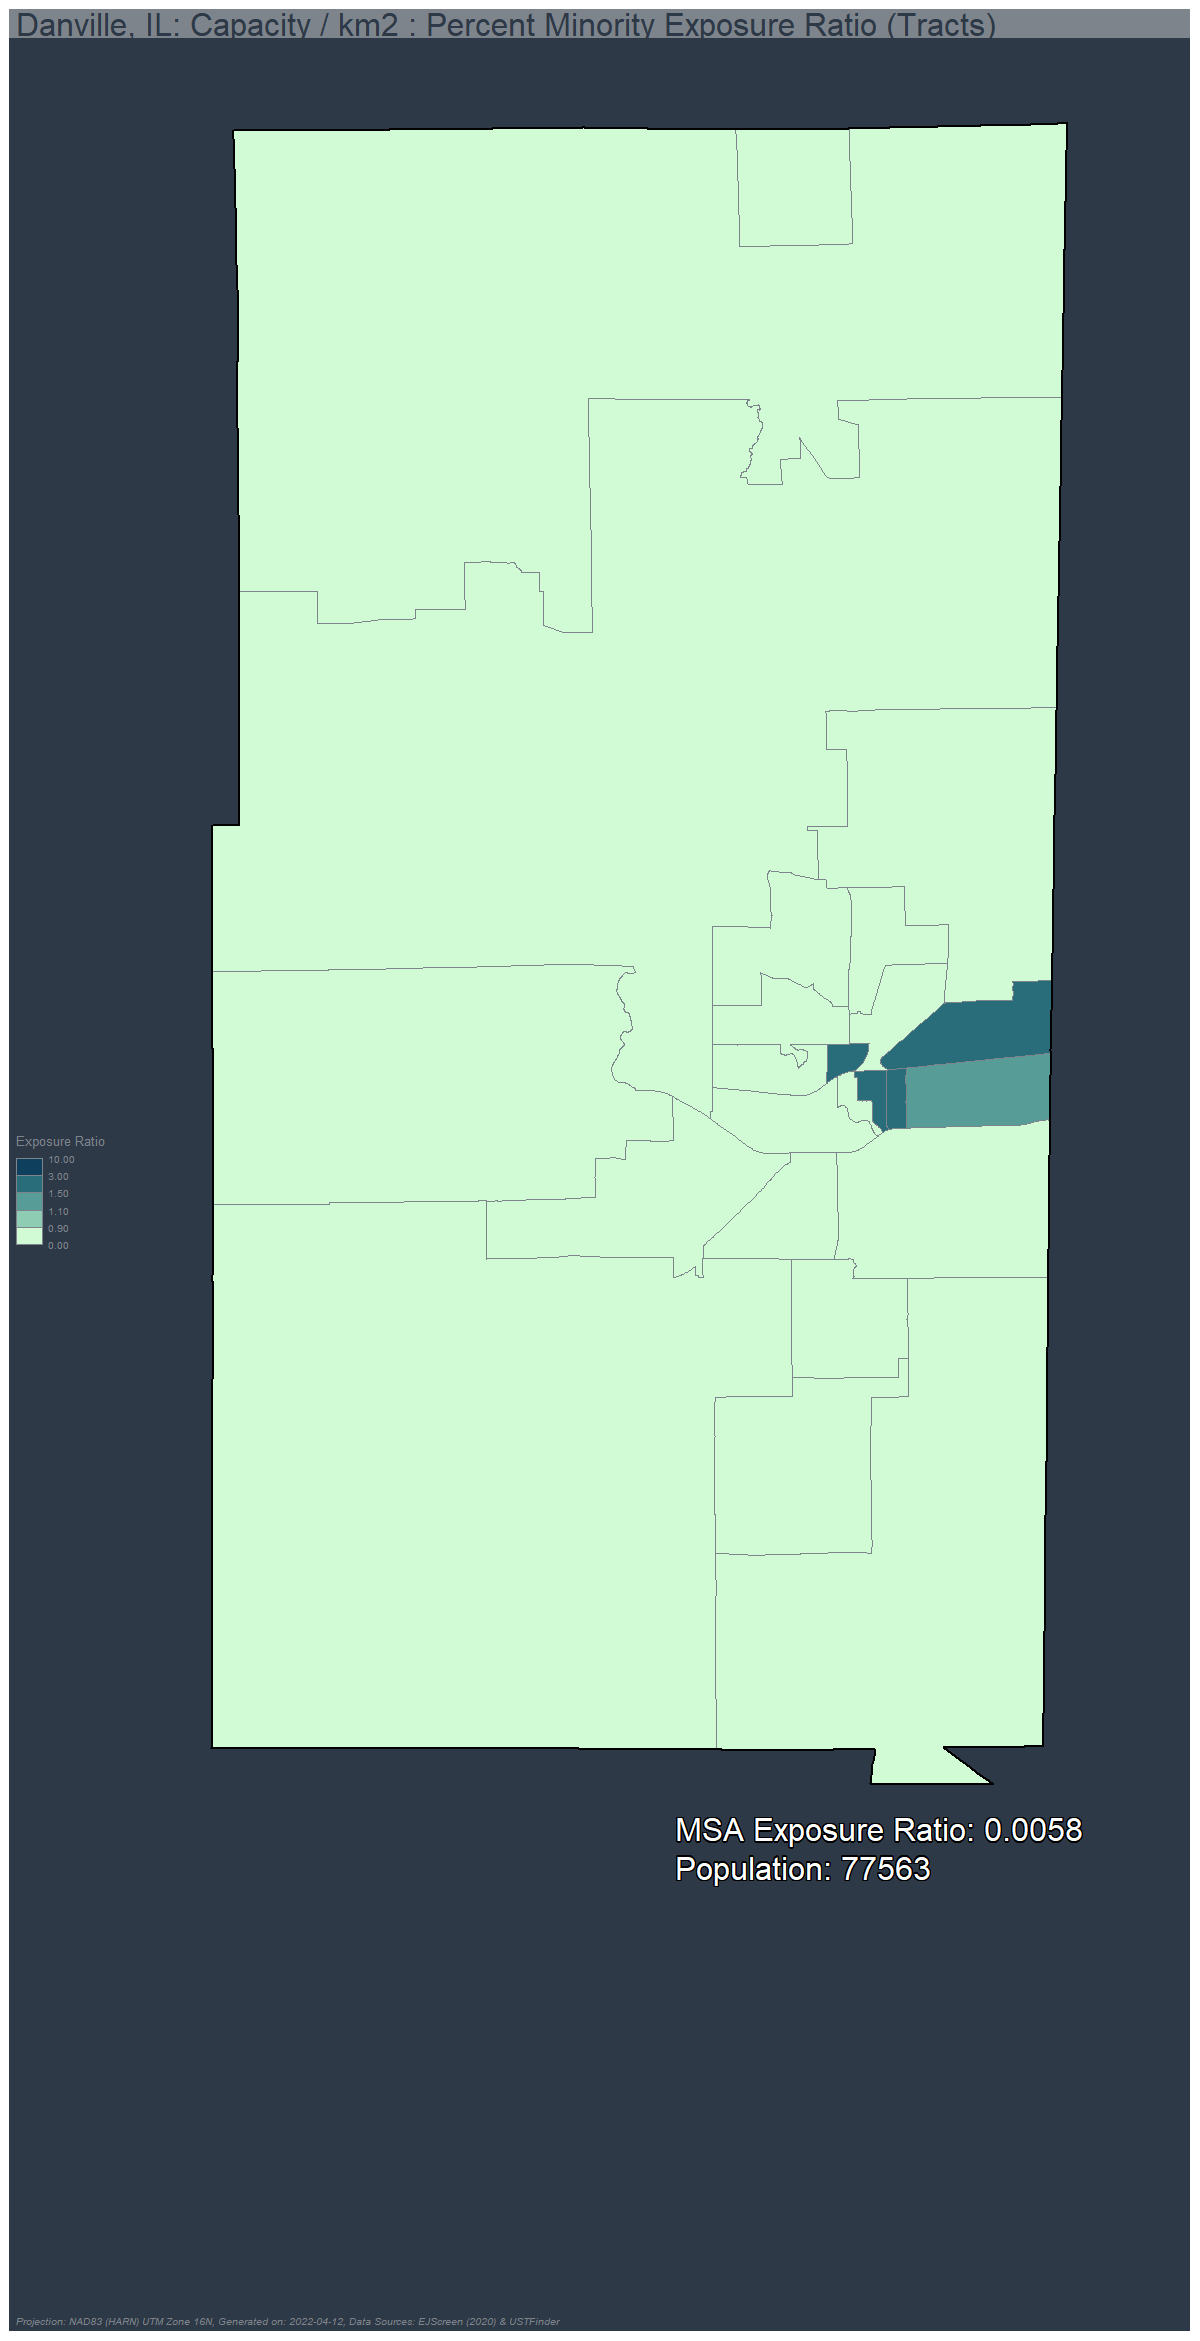 Danville, IL: Capacity / km2 : Percent Minority Exposure Ratio (Tracts)
Exposure Ratio
10.00
3.00
1.50
1.10
0.90
0.00
MSA Exposure Ratio: 0.0058
Population: 77563
Projection: NAD83 (HARN) UTM Zone 16N, Generated on: 2022-04-12, Data Sources: EJScreen (2020) & USTFinder